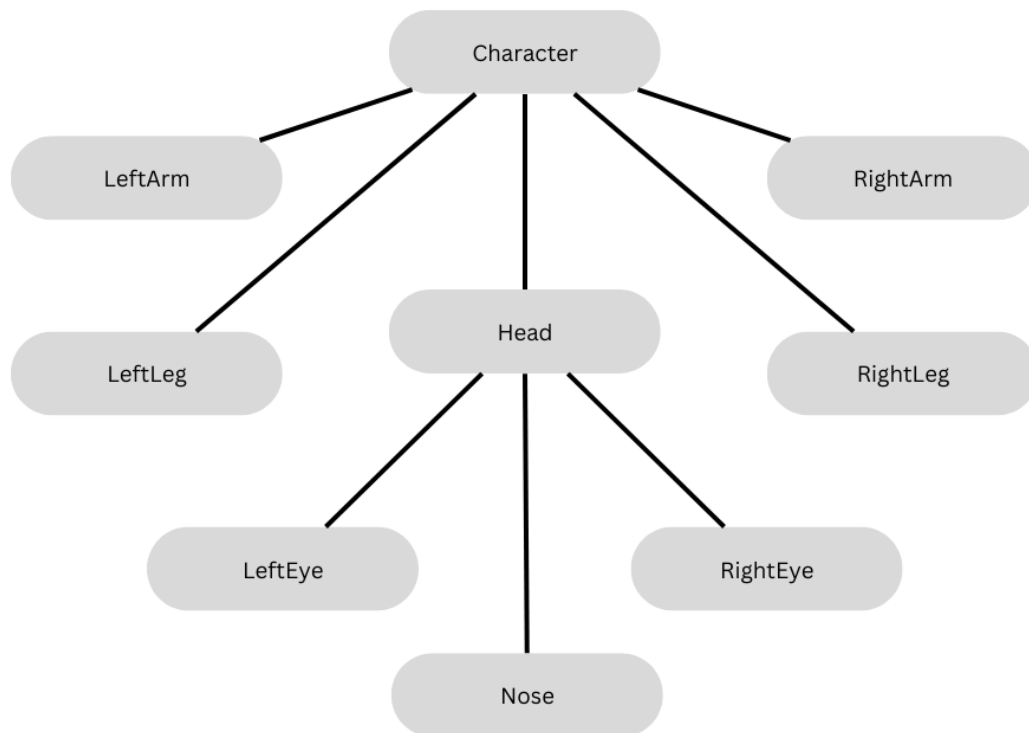 Character
LeftArm
RightArm
Head
LeftLeg
RightLeg
LeftEye
RightEye
Nose